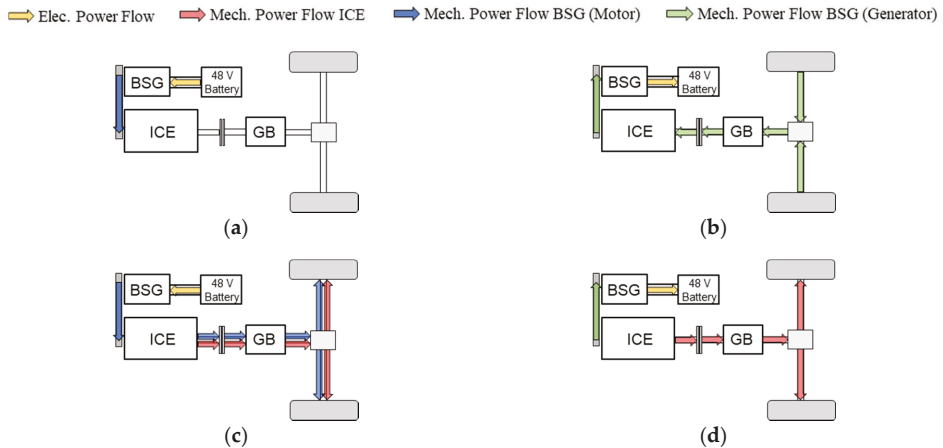 Elec. Power Flow Mech. Power Flow ICE Mech. Power Flow BSG (Motor) Mech. Power Flow BSG (Generator)
BSG
48 V
Battery
ICE
GB
(a)
BSG
48 V
Battery
ICE
GB
(b)
BSG
48 V
Battery
ICE
GB
(c)
BSG
48 V
Battery
ICE
GB
(d)